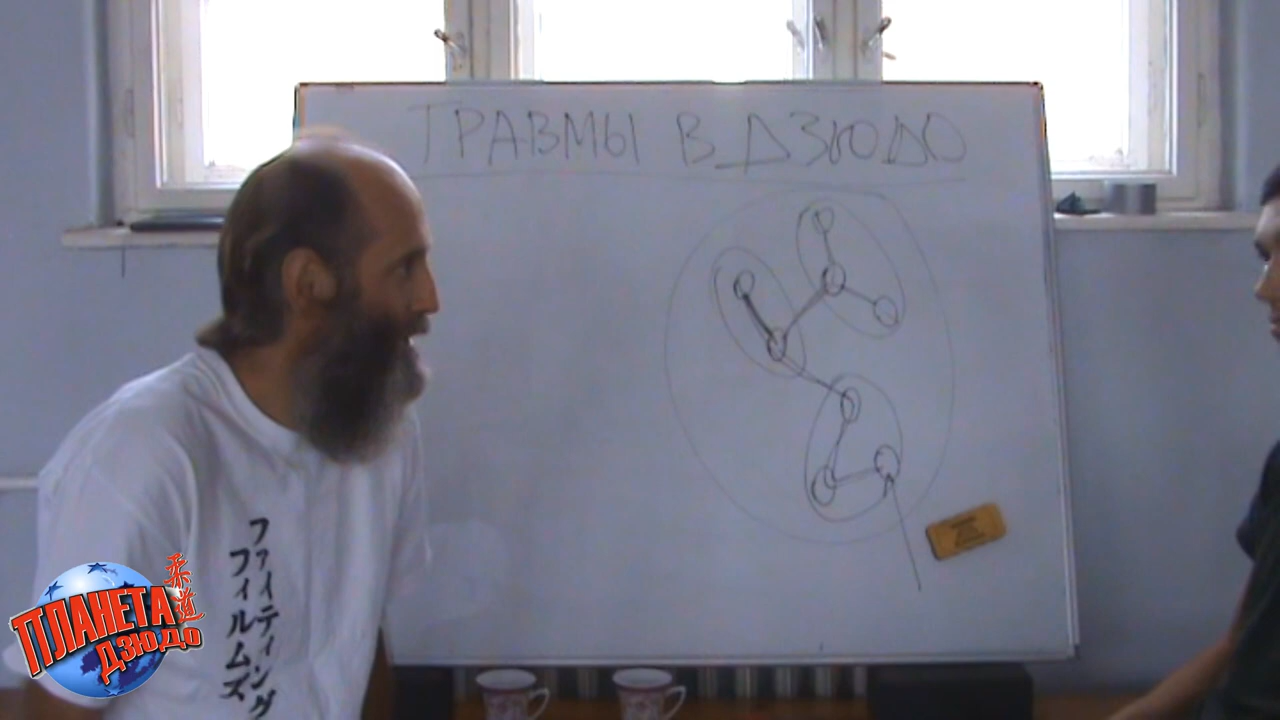 ТРАВМЫ В ДЗЮДО
ファイティング
フィルムズ
柔道
ПЛАНЕТА
ДЗЮДО